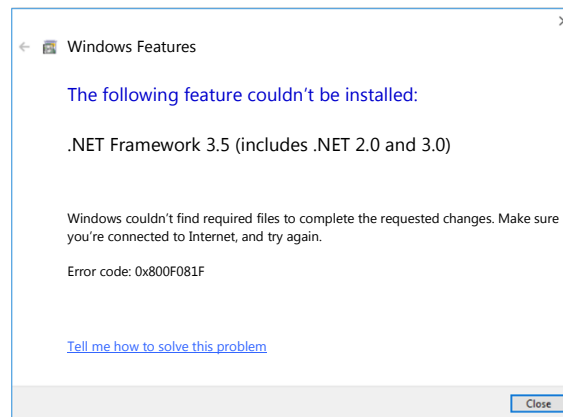 Windows Features
The following feature couldn't be installed:
.NET Framework 3.5 (includes .NET 2.0 and 3.0)
Windows couldn't find required files to complete the requested changes. Make sure
you're connected to Internet, and try again.
Error code: 0x800F081F
Tell me how to solve this problem
Close